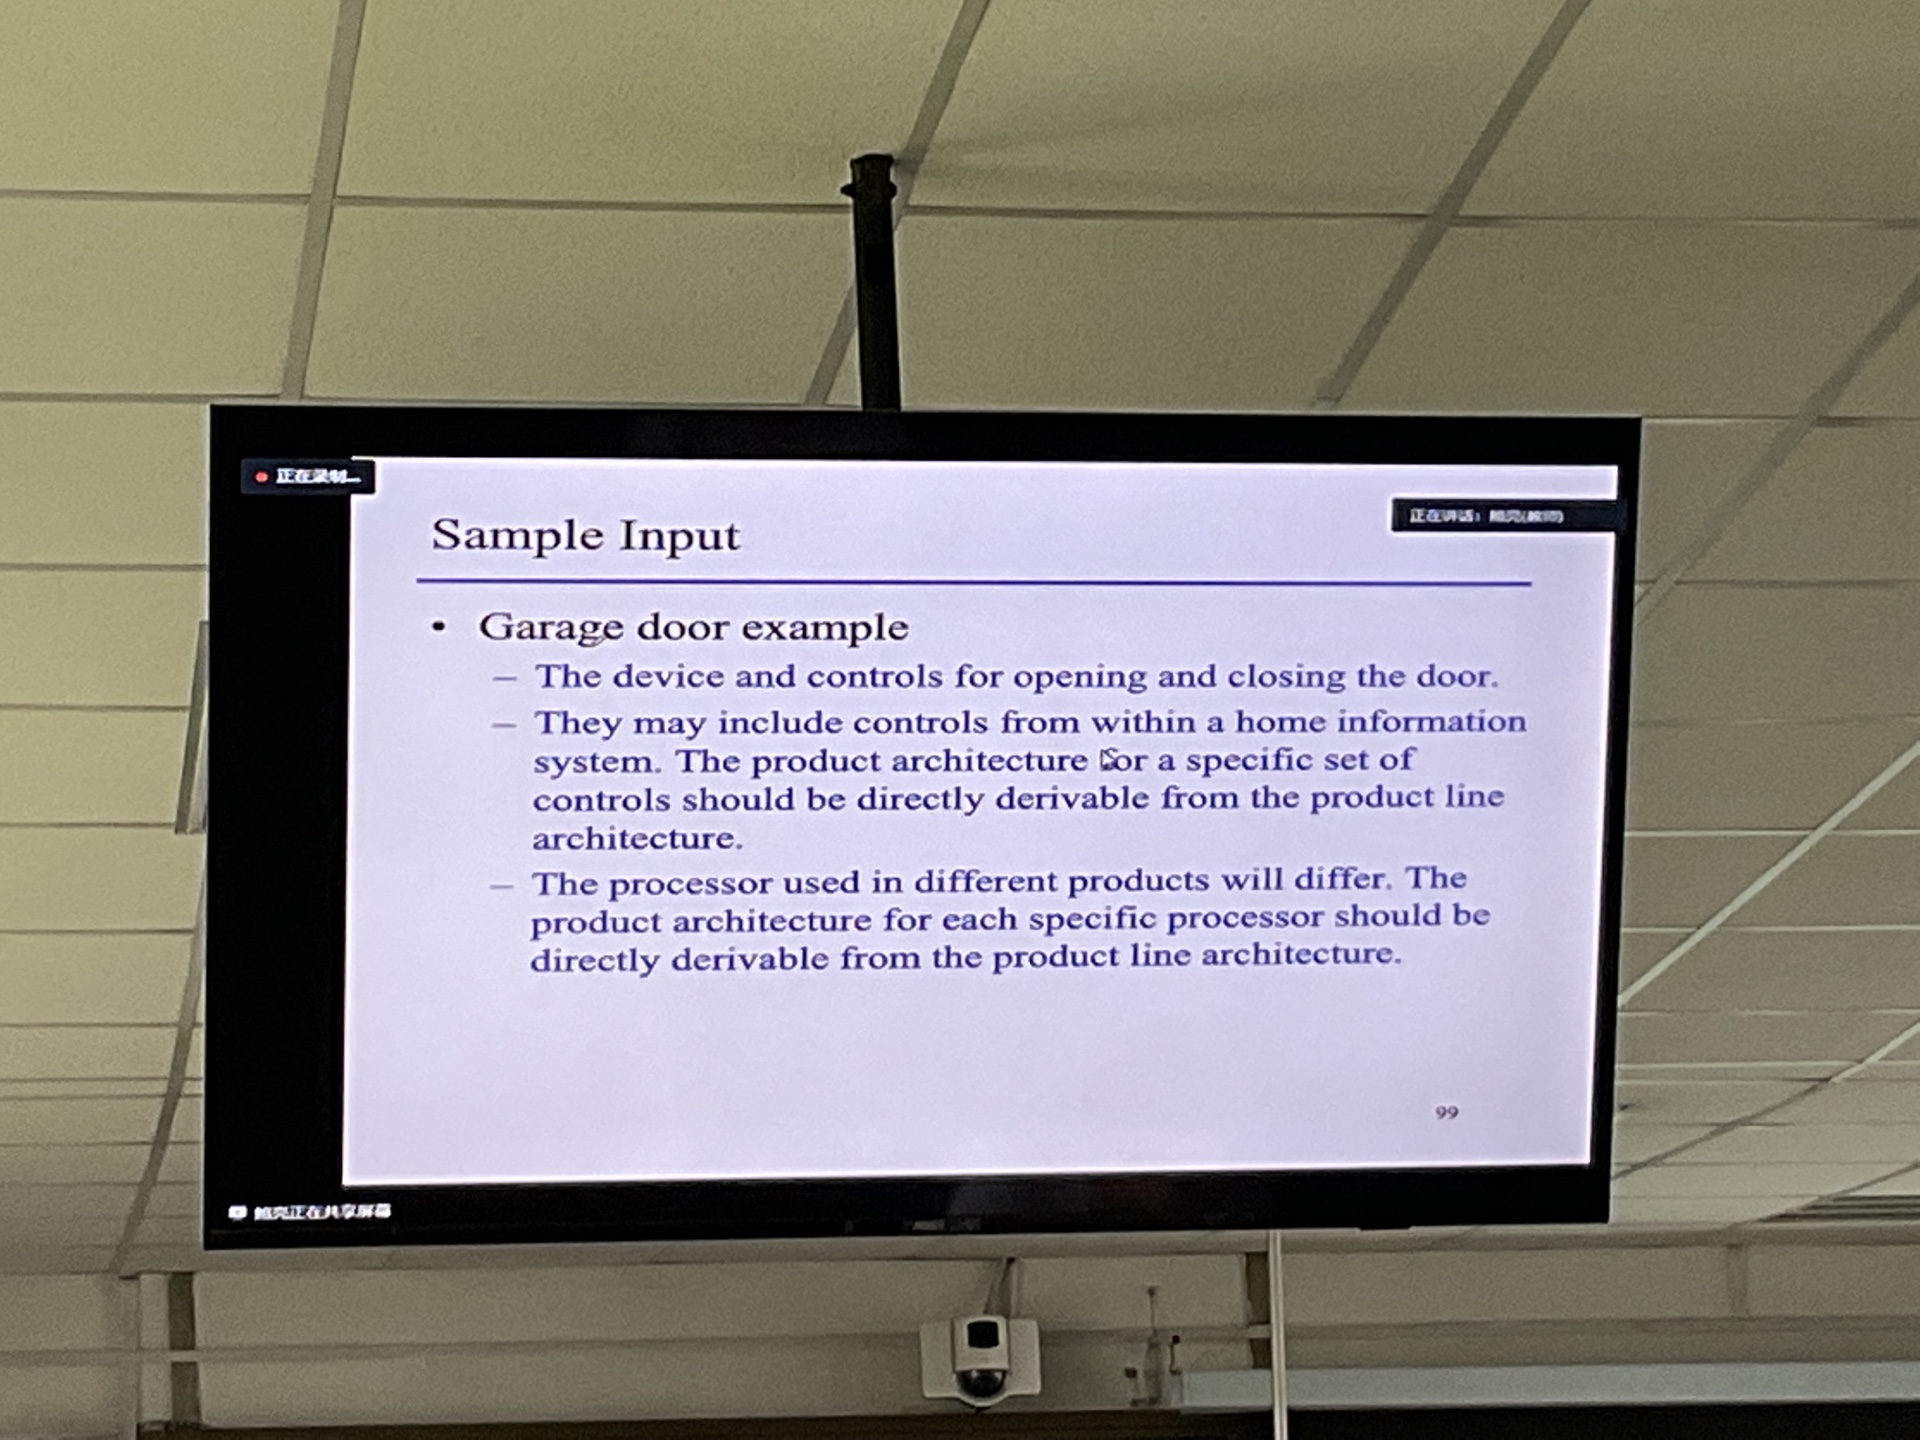 正在录制...
正在讲话:
Sample Input
• Garage door example
– The device and controls for opening and closing the door.
– They may include controls from within a home information
system. The product architecture for a specific set of
controls should be directly derivable from the product line
architecture.
– The processor used in different products will differ. The
product architecture for each specific processor should be
directly derivable from the product line architecture.
99
正在共享屏幕